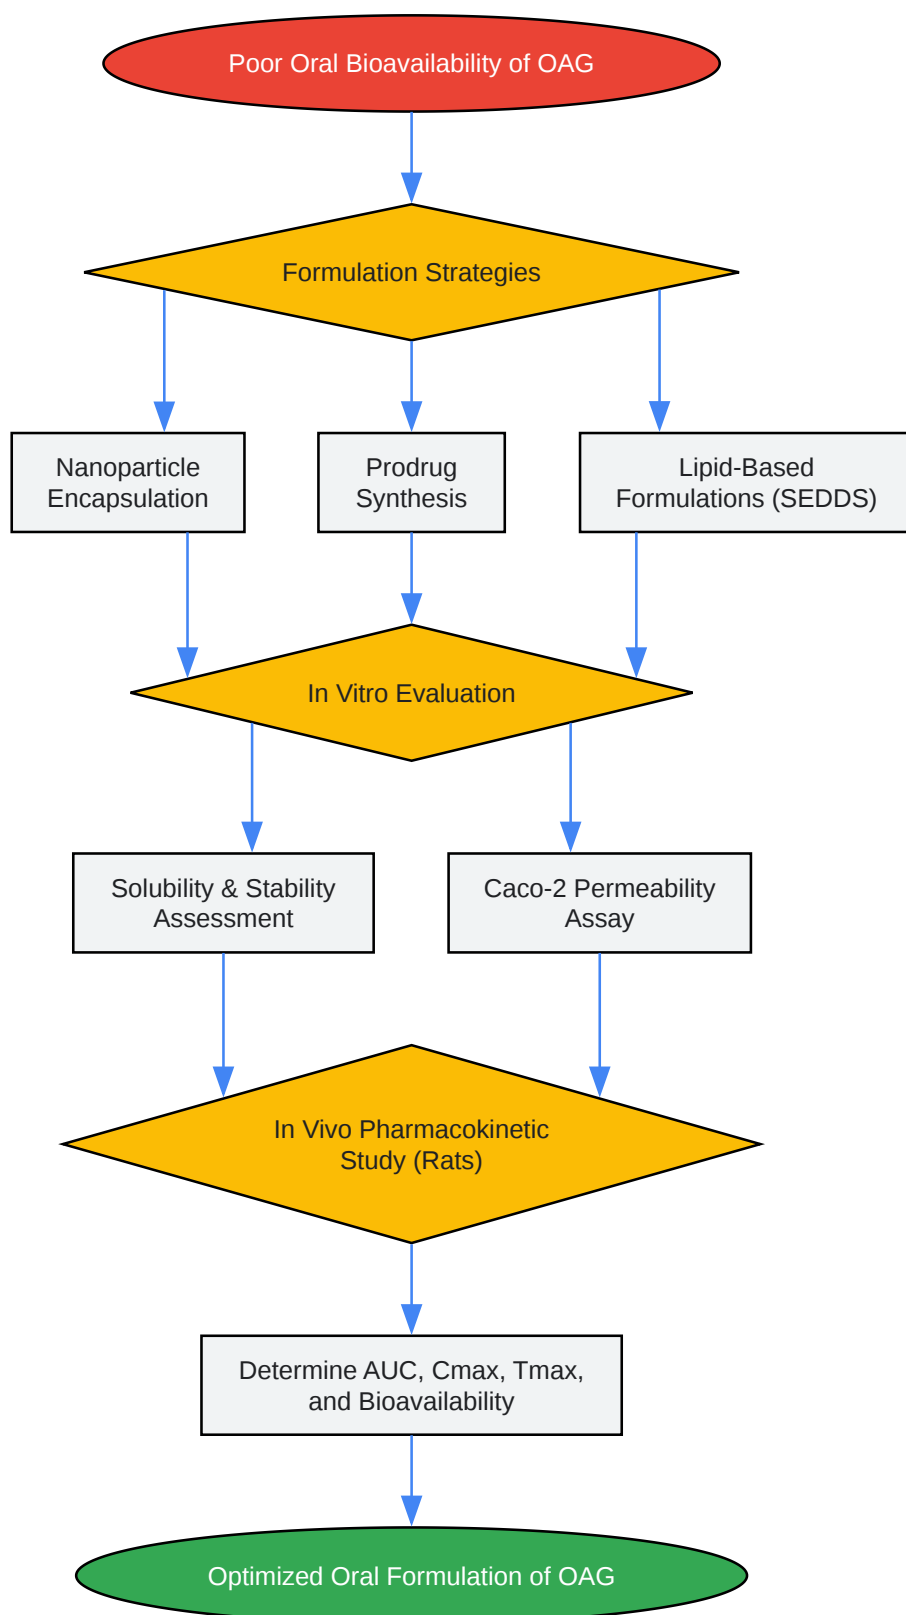 Poor Oral Bioavailability of OAG
Formulation Strategies
Nanoparticle
Encapsulation
Prodrug
Synthesis
Lipid-Based
Formulations (SEDDS)
In Vitro Evaluation
Solubility & Stability
Assessment
Caco-2 Permeability
Assay
In Vivo Pharmacokinetic
Study (Rats)
Determine AUC, Cmax, Tmax,
and Bioavailability
Optimized Oral Formulation of OAG